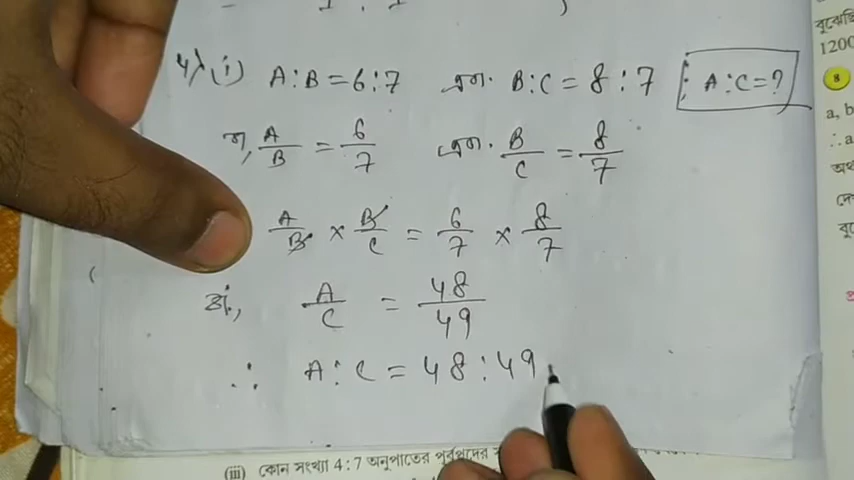 (i) A:B = 6:7 এবং B:C = 8:7 A:C = ?
বা, A/B = 6/7 এবং B/C = 8/7
A/B × B/C = 6/7 × 8/7
বা, A/C = 48/49
∴ A:C = 48:49
(iii) কোন সংখ্যা 4:7 অনুপাতের পূর্বপদের
1200
8
a, b
∴ a